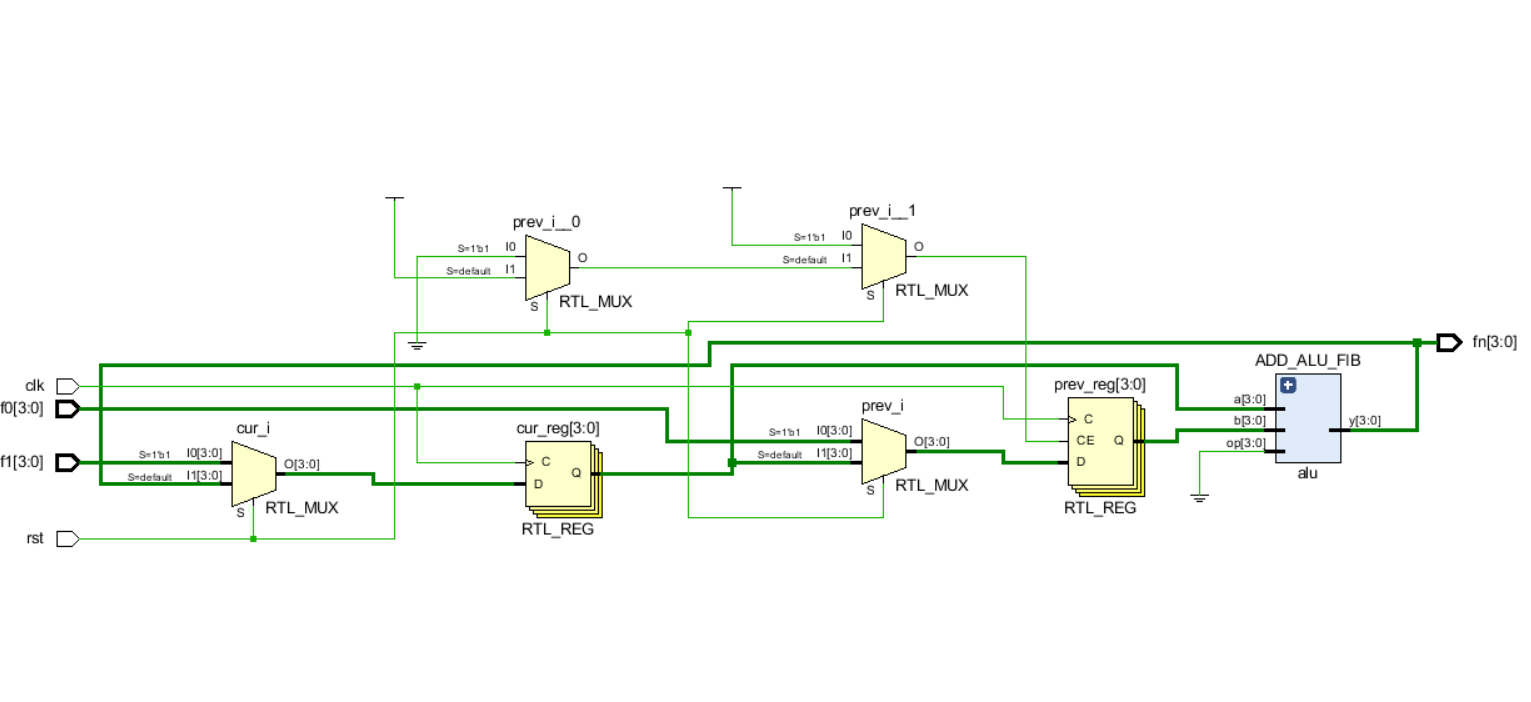 prev_i__0
S=1'b1 I0
S=default I1
O
S
RTL_MUX
prev_i__1
S=1'b1 I0
S=default I1
O
S
RTL_MUX
fn[3:0]
clk
f0[3:0]
f1[3:0]
rst
cur_i
S=1'b1 I0[3:0]
S=default I1[3:0]
O[3:0]
S
RTL_MUX
cur_reg[3:0]
C
D
Q
RTL_REG
prev_i
S=1'b1 I0[3:0]
S=default I1[3:0]
O[3:0]
S
RTL_MUX
prev_reg[3:0]
C
CE
D
Q
RTL_REG
ADD_ALU_FIB
a[3:0]
b[3:0]
op[3:0]
y[3:0]
alu